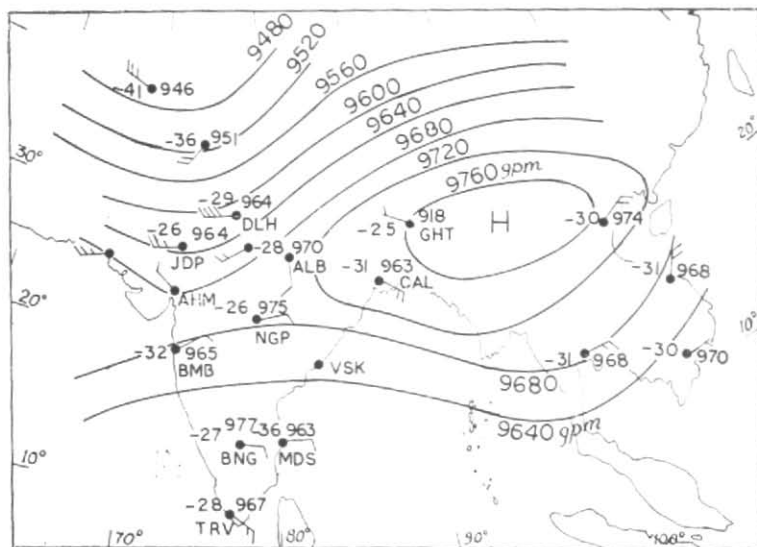 9480
9520
9560
9600
9640
9680
9720
9760 gpm
-41 946
-36 951
20°
30°
-29 964
DLH
-26 964
JDP
-28 970
ALB
918
-25 GHT
H
-30 974
-31 963
CAL
-31 968
AHM
20°
-26 975
NGP
10°
-32 965
BMB
VSK
-31 968
-30 970
9680
9640 gpm
977
-27
BNG
-36 963
MDS
10°
-28 967
TRV
70° 80° 90° 100°